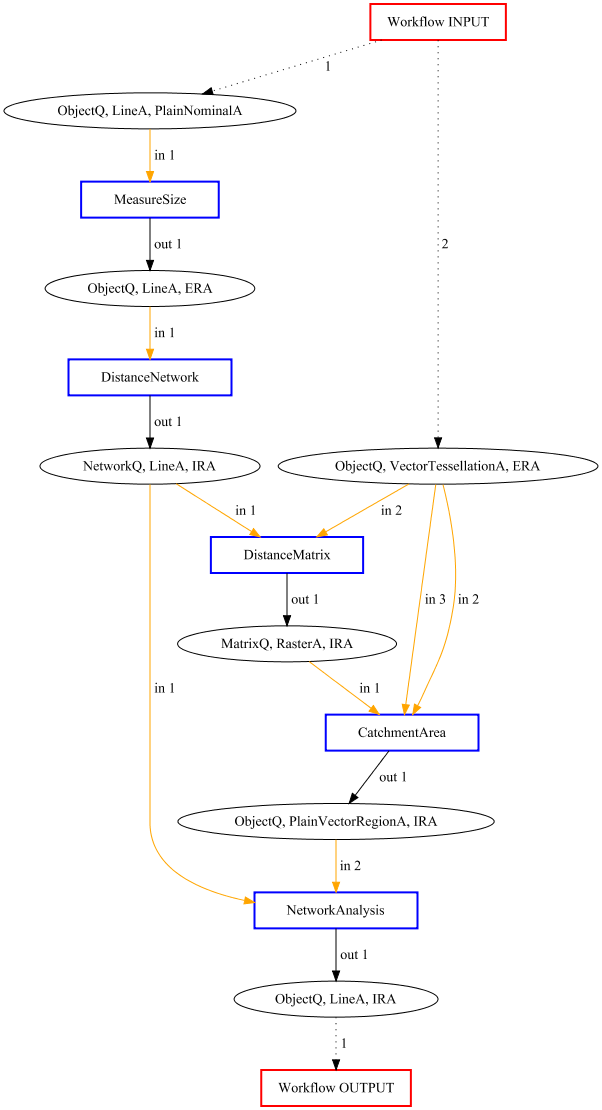 Workflow INPUT
1
ObjectQ, LineA, PlainNominalA
in 1
MeasureSize
out 1
2
ObjectQ, LineA, ERA
in 1
DistanceNetwork
out 1
NetworkQ, LineA, IRA
ObjectQ, VectorTessellationA, ERA
in 1
in 2
DistanceMatrix
out 1
in 3
in 2
MatrixQ, RasterA, IRA
in 1
in 1
CatchmentArea
out 1
ObjectQ, PlainVectorRegionA, IRA
in 2
NetworkAnalysis
out 1
ObjectQ, LineA, IRA
1
Workflow OUTPUT